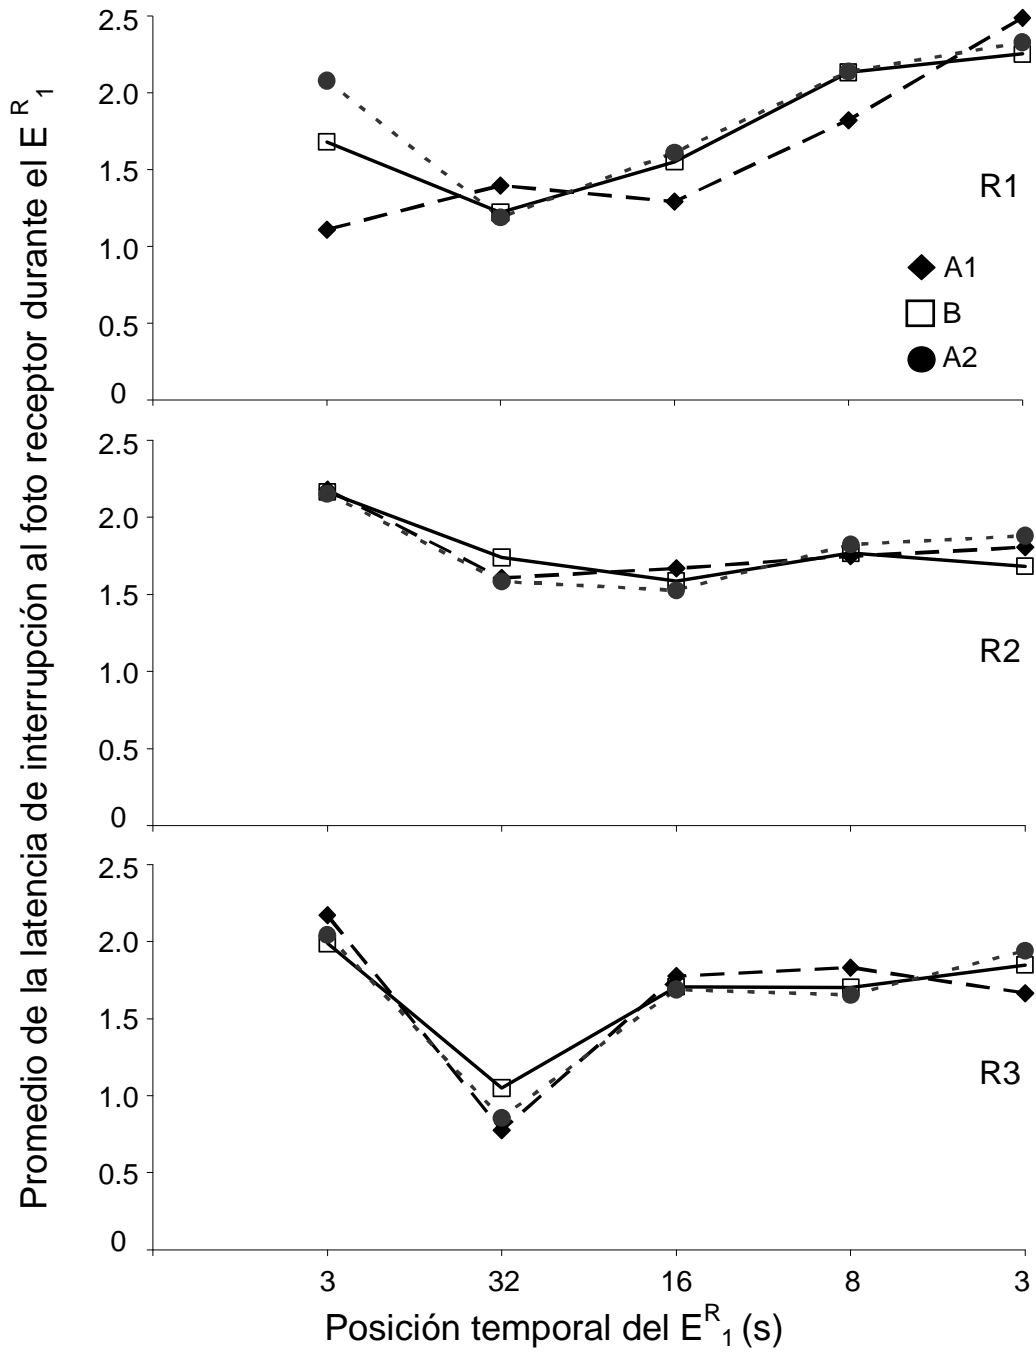 Promedio de la latencia de interrupción al foto receptor durante el E^R_1
2.5
2.0
1.5
1.0
0.5
0
R1
A1
B
A2
2.5
2.0
1.5
1.0
0.5
0
R2
2.5
2.0
1.5
1.0
0.5
0
R3
3 32 16 8 3
Posición temporal del E^R_1 (s)